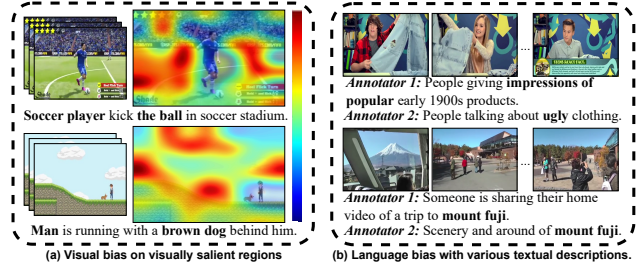 Soccer player kick the ball in soccer stadium.
Man is running with a brown dog behind him.
(a) Visual bias on visually salient regions
...
Annotator 1: People giving impressions of
popular early 1900s products.
Annotator 2: People talking about ugly clothing.
...
Annotator 1: Someone is sharing their home
video of a trip to mount fuji.
Annotator 2: Scenery and around of mount fuji.
(b) Language bias with various textual descriptions.